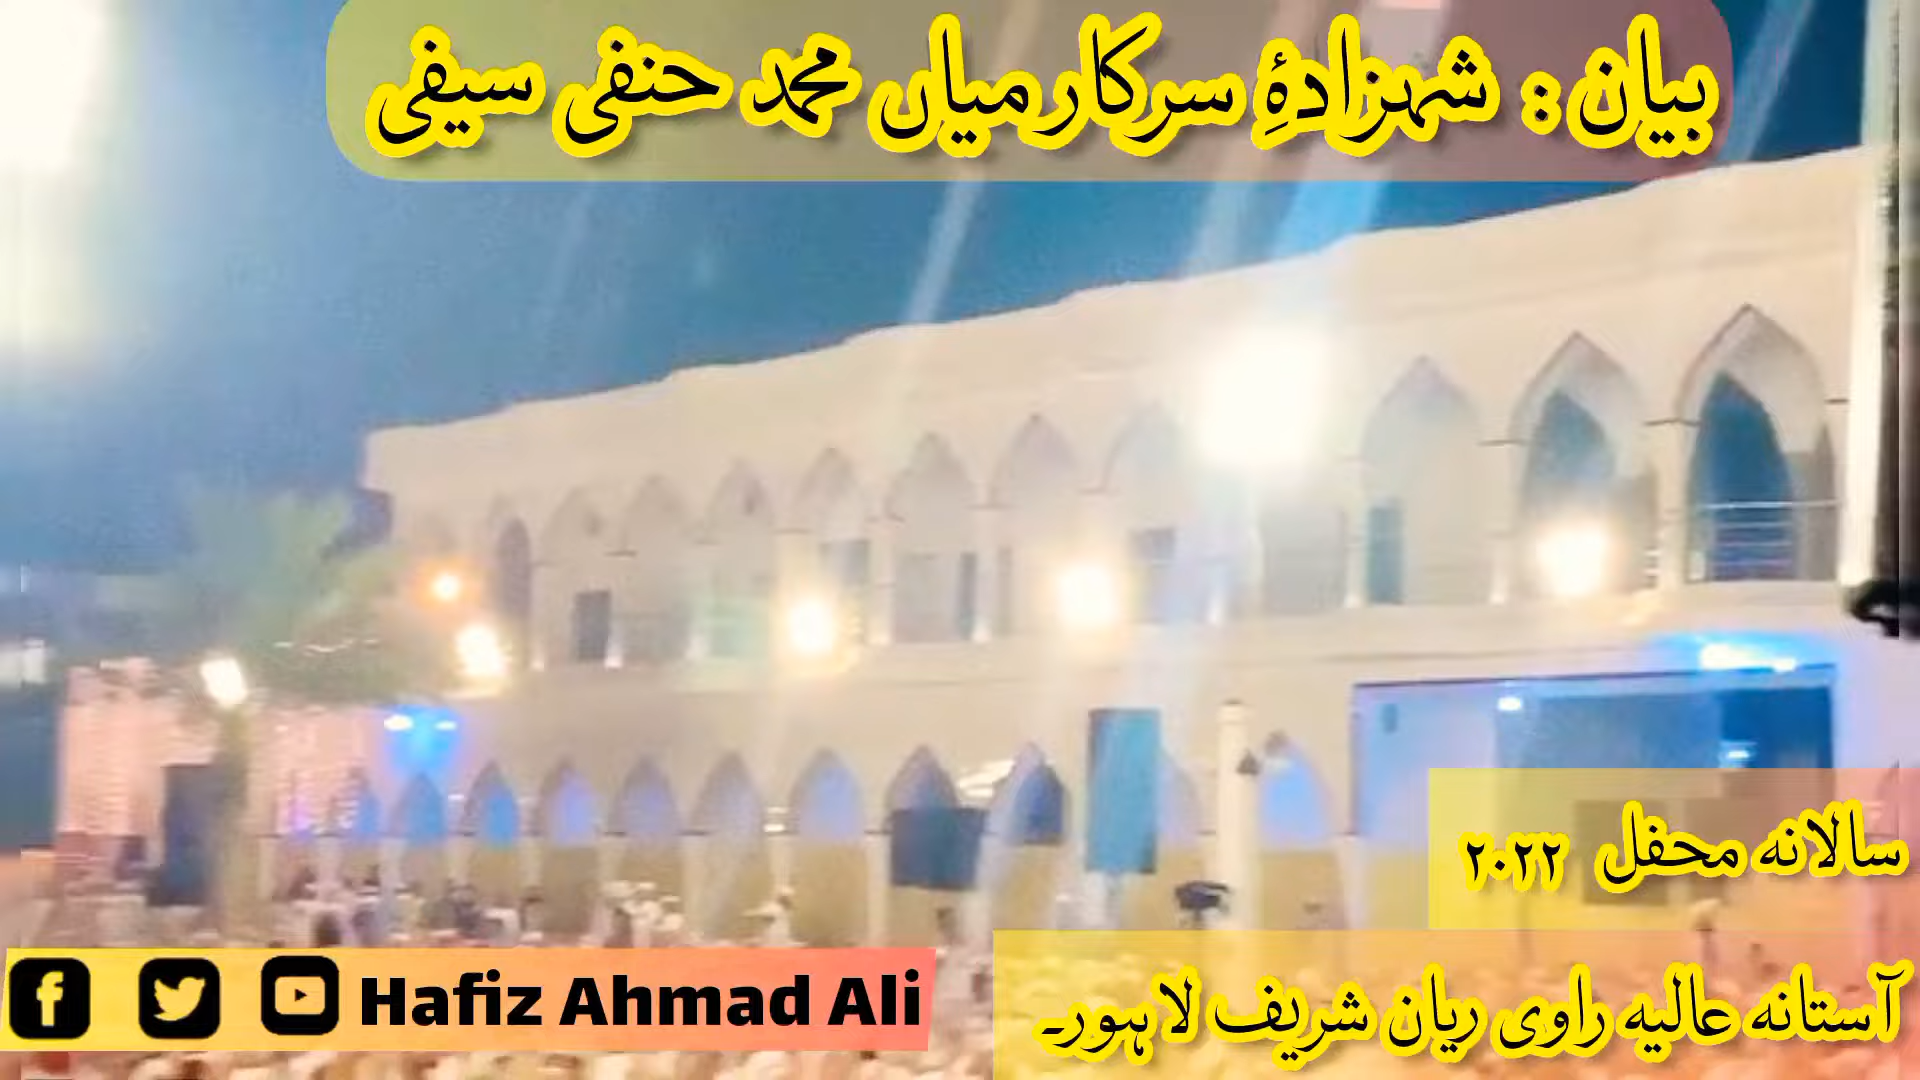 بیان : شہزادۂِ سرکار میاں محمد حنفی سیفی
سالانہ محفل ۲۰۲۲
آستانہ عالیہ راوی ریان شریف لاہور۔
Hafiz Ahmad Ali